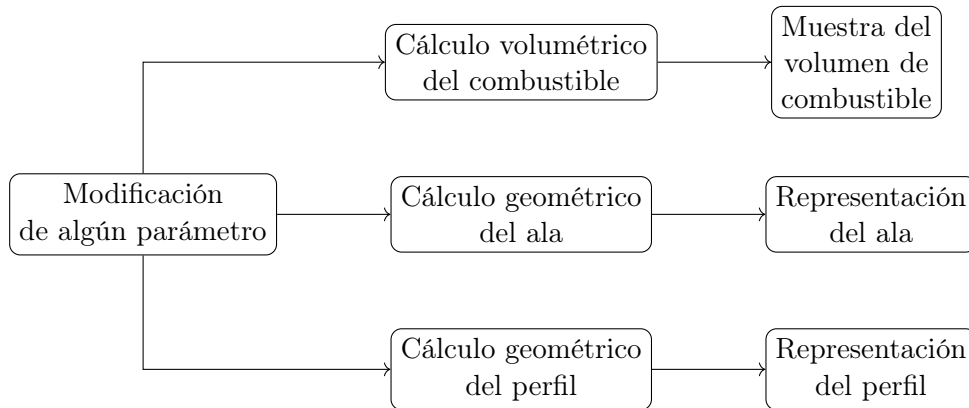 Cálculo volumétrico
del combustible
Muestra del
volumen de
combustible
Modificación
de algún parámetro
Cálculo geométrico
del ala
Representación
del ala
Cálculo geométrico
del perfil
Representación
del perfil